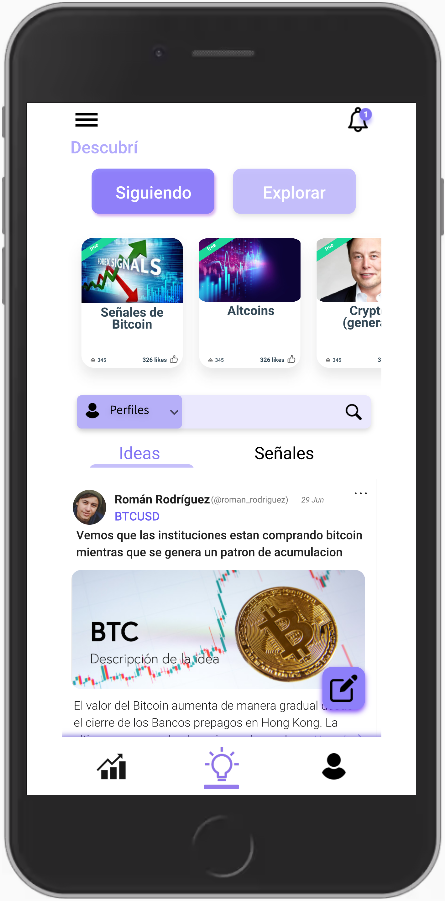 1
Descubrí
Siguiendo
Explorar
FOREX SIGNALS
Señales de
Bitcoin
345
326 likes
Altcoins
345
326 likes
Crypt
(genera
345
3
Perfiles
Ideas
Señales
Román Rodríguez(@roman_rodriguez) 29 Jun
BTCUSD
Vemos que las instituciones estan comprando bitcoin
mientras que se genera un patron de acumulacion
BTC
Descripción de la idea
El valor del Bitcoin aumenta de manera gradual
el cierre de los Bancos prepagos en Hong Kong. La